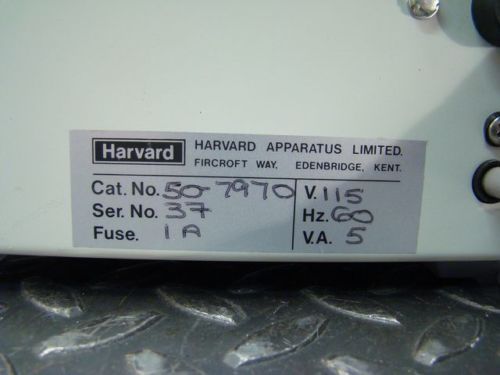 Harvard HARVARD APPARATUS LIMITED.
FIRCROFT WAY, EDENBRIDGE, KENT.
Cat. No. 50-7970 V. 115
Ser. No. 37 Hz. 60
Fuse. 1A V.A. 5